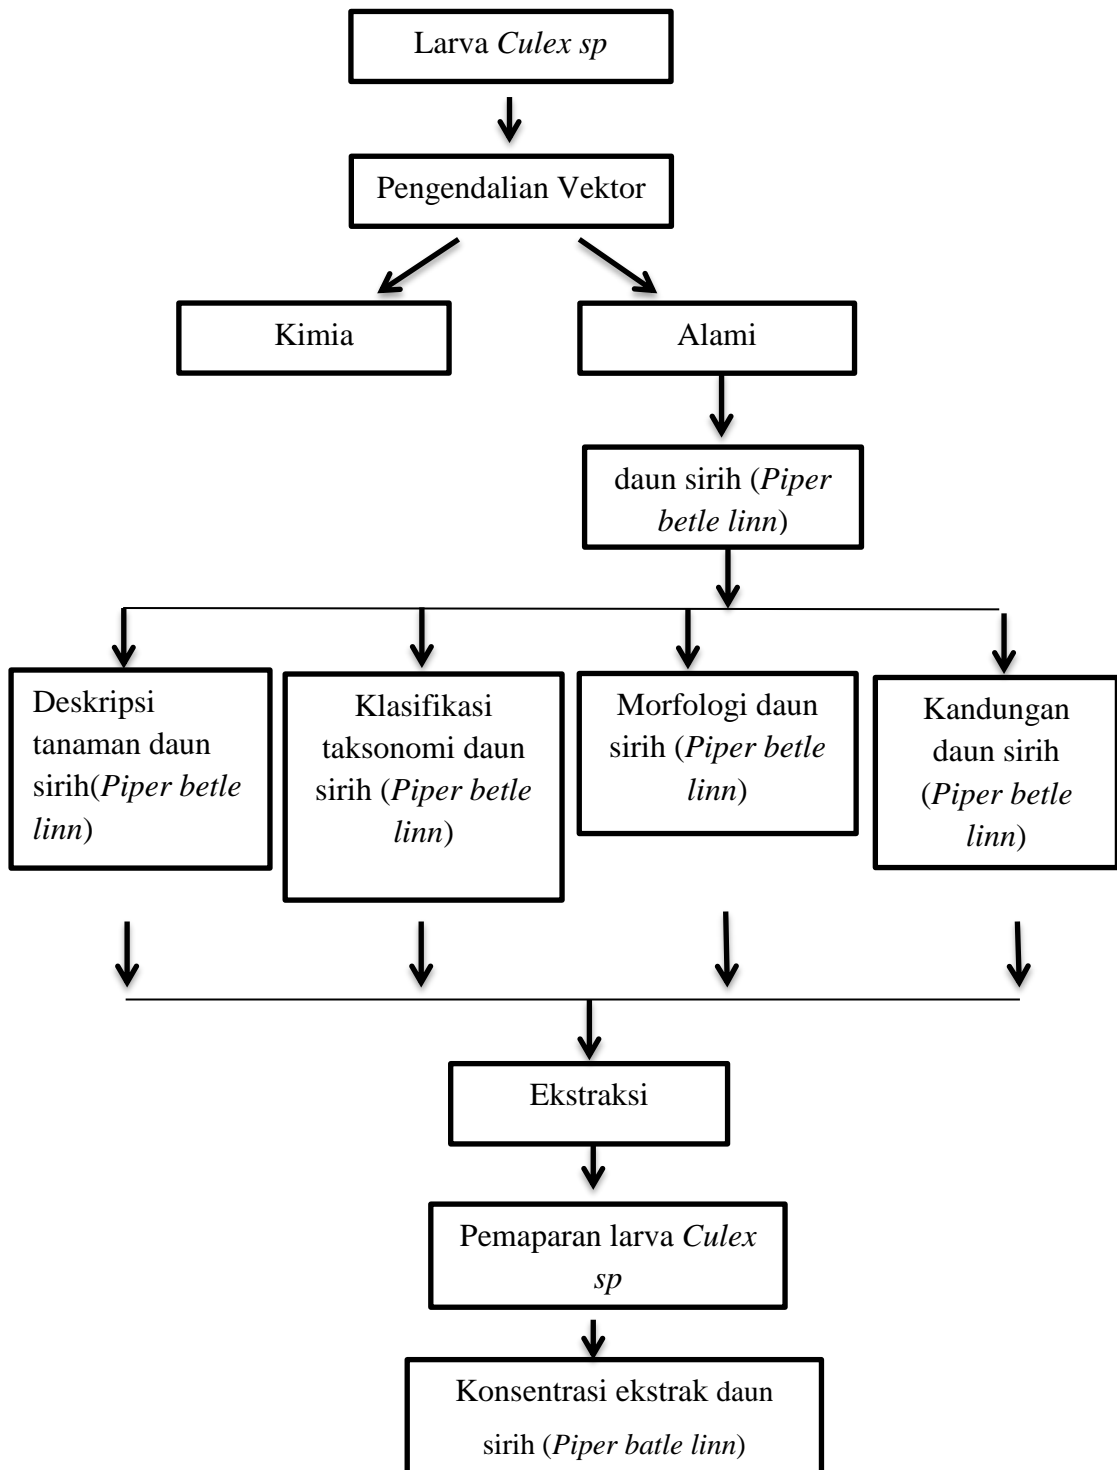 Larva Culex sp
Pengendalian Vektor
Kimia
Alami
daun sirih (Piper
betle linn)
Deskripsi
tanaman daun
sirih(Piper betle
linn)
Klasifikasi
taksonomi daun
sirih (Piper betle
linn)
Morfologi daun
sirih (Piper betle
linn)
Kandungan
daun sirih
(Piper betle
linn)
Ekstraksi
Pemaparan larva Culex
sp
Konsentrasi ekstrak daun
sirih (Piper batle linn)